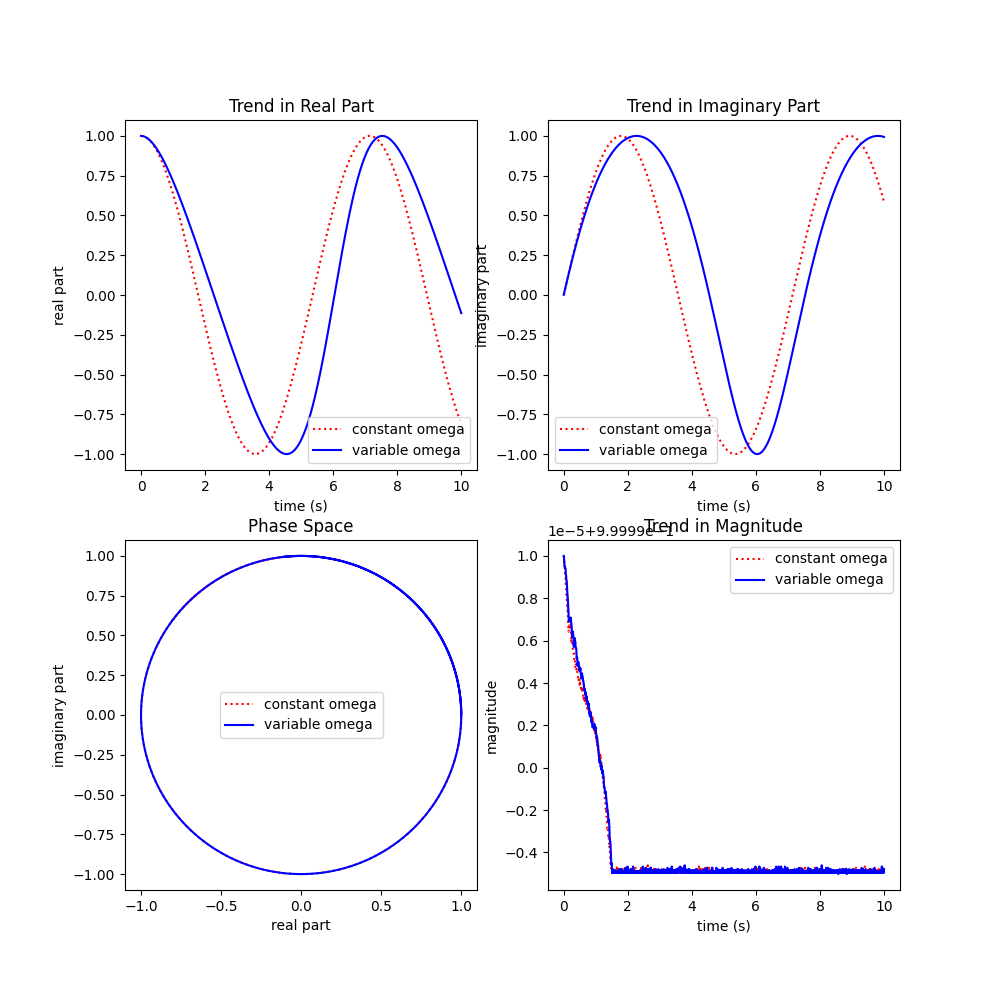 Trend in Real Part
1.00
0.75
0.50
0.25
0.00
−0.25
−0.50
−0.75
−1.00
real part
0 2 4 6 8 10
time (s)
constant omega
variable omega
Trend in Imaginary Part
1.00
0.75
0.50
0.25
0.00
−0.25
−0.50
−0.75
−1.00
imaginary part
0 2 4 6 8 10
time (s)
constant omega
variable omega
Phase Space
1.00
0.75
0.50
0.25
0.00
−0.25
−0.50
−0.75
−1.00
imaginary part
−1.0 −0.5 0.0 0.5 1.0
real part
constant omega
variable omega
Trend in Magnitude
1e−5+9.9999e−1
1.0
0.8
0.6
0.4
0.2
0.0
−0.2
−0.4
magnitude
0 2 4 6 8 10
time (s)
constant omega
variable omega